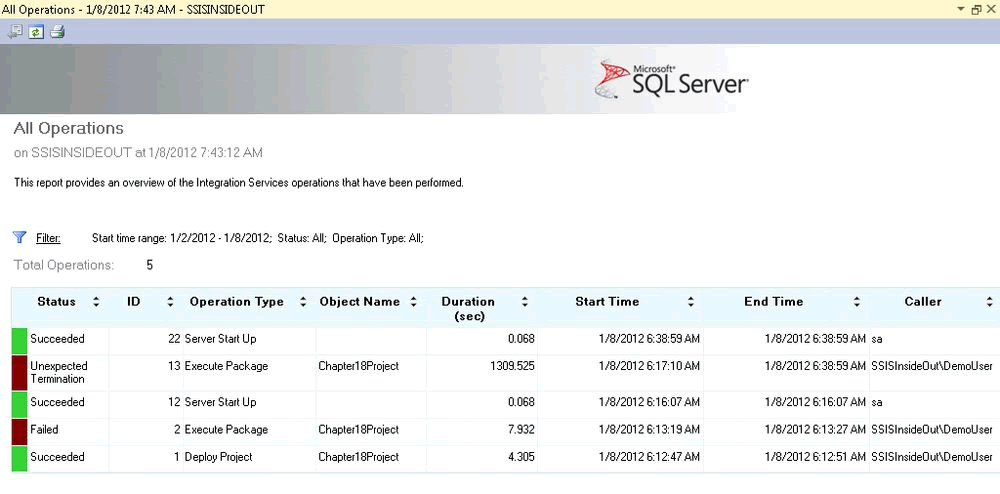 All Operations - 1/8/2012 7:43 AM - SSISINSIDEOUT
Microsoft®
SQL Server®
All Operations
on SSISINSIDEOUT at 1/8/2012 7:43:12 AM
This report provides an overview of the Integration Services operations that have been performed.
Filter: Start time range: 1/2/2012 - 1/8/2012; Status: All; Operation Type: All;
Total Operations: 5
Status ID Operation Type Object Name Duration (sec) Start Time End Time Caller
Succeeded 22 Server Start Up 0.068 1/8/2012 6:38:59 AM 1/8/2012 6:38:59 AM sa
Unexpected Termination 13 Execute Package Chapter18Project 1309.525 1/8/2012 6:17:10 AM 1/8/2012 6:38:59 AM SSISInsideOut\DemoUser
Succeeded 12 Server Start Up 0.068 1/8/2012 6:16:07 AM 1/8/2012 6:16:07 AM sa
Failed 2 Execute Package Chapter18Project 7.932 1/8/2012 6:13:19 AM 1/8/2012 6:13:27 AM SSISInsideOut\DemoUser
Succeeded 1 Deploy Project Chapter18Project 4.305 1/8/2012 6:12:47 AM 1/8/2012 6:12:51 AM SSISInsideOut\DemoUser